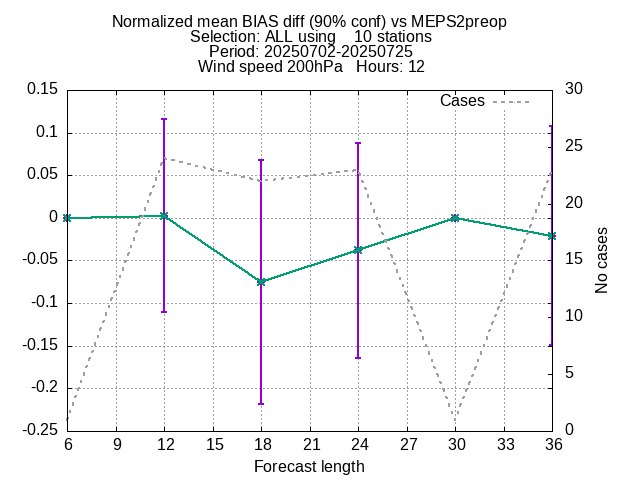 Normalized mean BIAS diff (90% conf) vs MEPS2preop
Selection: ALL using    10 stations
Period: 20250702-20250725
Wind speed 200hPa   Hours: 12
Cases
0.15
0.1
0.05
0
-0.05
-0.1
-0.15
-0.2
-0.25
30
25
20
15
10
5
0
No cases
6 9 12 15 18 21 24 27 30 33 36
Forecast length